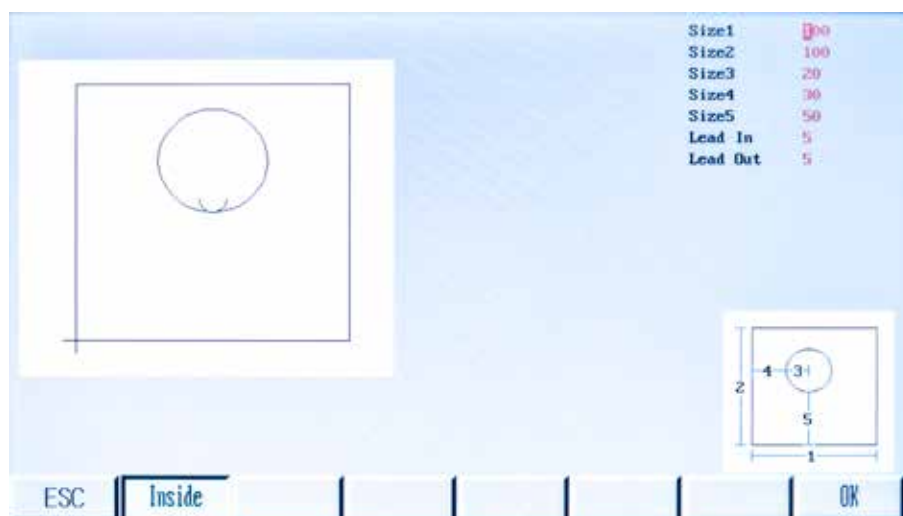 Size1 100
Size2 100
Size3 20
Size4 30
Size5 50
Lead In 5
Lead Out 5
4 3
2
5
1
ESC Inside OK